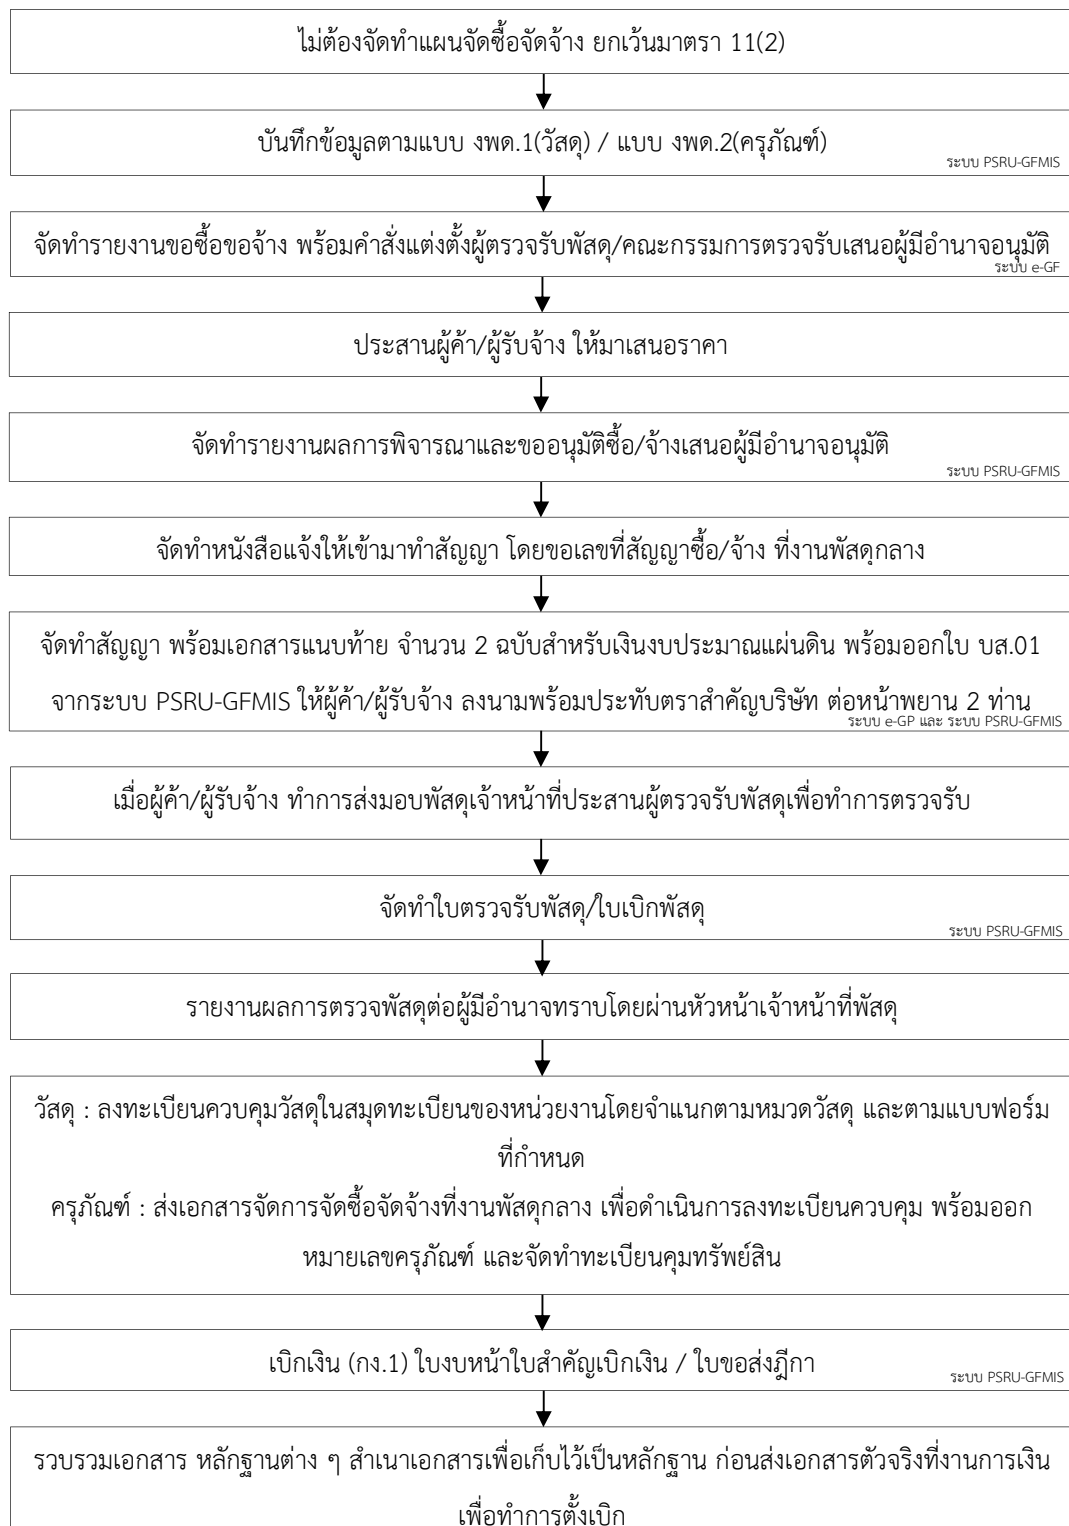 ไม่ต้องจัดทำแผนจัดซื้อจัดจ้าง ยกเว้นมาตรา 11(2)
บันทึกข้อมูลตามแบบ งพด.1(วัสดุ) / แบบ งพด.2(ครุภัณฑ์)
ระบบ PSRU-GFMIS
จัดทำรายงานขอซื้อขอจ้าง พร้อมคำสั่งแต่งตั้งผู้ตรวจรับพัสดุ/คณะกรรมการตรวจรับเสนอผู้มีอำนาจอนุมัติ
ระบบ e-GF
ประสานผู้ค้า/ผู้รับจ้าง ให้มาเสนอราคา
จัดทำรายงานผลการพิจารณาและขออนุมัติซื้อ/จ้างเสนอผู้มีอำนาจอนุมัติ
ระบบ PSRU-GFMIS
จัดทำหนังสือแจ้งให้เข้ามาทำสัญญา โดยขอเลขที่สัญญาซื้อ/จ้าง ที่งานพัสดุกลาง
จัดทำสัญญา พร้อมเอกสารแนบท้าย จำนวน 2 ฉบับสำหรับเงินงบประมาณแผ่นดิน พร้อมออกใบ บส.01
จากระบบ PSRU-GFMIS ให้ผู้ค้า/ผู้รับจ้าง ลงนามพร้อมประทับตราสำคัญบริษัท ต่อหน้าพยาน 2 ท่าน
ระบบ e-GP และ ระบบ PSRU-GFMIS
เมื่อผู้ค้า/ผู้รับจ้าง ทำการส่งมอบพัสดุเจ้าหน้าที่ประสานผู้ตรวจรับพัสดุเพื่อทำการตรวจรับ
จัดทำใบตรวจรับพัสดุ/ใบเบิกพัสดุ
ระบบ PSRU-GFMIS
รายงานผลการตรวจพัสดุต่อผู้มีอำนาจทราบโดยผ่านหัวหน้าเจ้าหน้าที่พัสดุ
วัสดุ : ลงทะเบียนควบคุมวัสดุในสมุดทะเบียนของหน่วยงานโดยจำแนกตามหมวดวัสดุ และตามแบบฟอร์ม
ที่กำหนด
ครุภัณฑ์ : ส่งเอกสารจัดการจัดซื้อจัดจ้างที่งานพัสดุกลาง เพื่อดำเนินการลงทะเบียนควบคุม พร้อมออก
หมายเลขครุภัณฑ์ และจัดทำทะเบียนคุมทรัพย์สิน
เบิกเงิน (กง.1) ใบงบหน้าใบสำคัญเบิกเงิน / ใบขอส่งฎีกา
ระบบ PSRU-GFMIS
รวบรวมเอกสาร หลักฐานต่าง ๆ สำเนาเอกสารเพื่อเก็บไว้เป็นหลักฐาน ก่อนส่งเอกสารตัวจริงที่งานการเงิน
เพื่อทำการตั้งเบิก